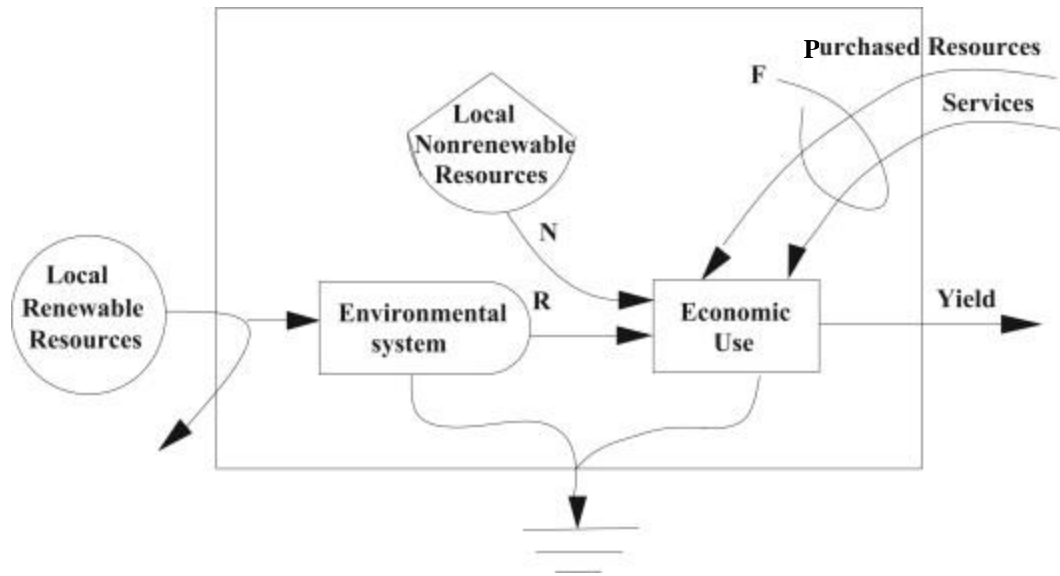 Purchased Resources
F
Services
Local
Nonrenewable
Resources
N
Local
Renewable
Resources
Environmental
system
R
Economic
Use
Yield